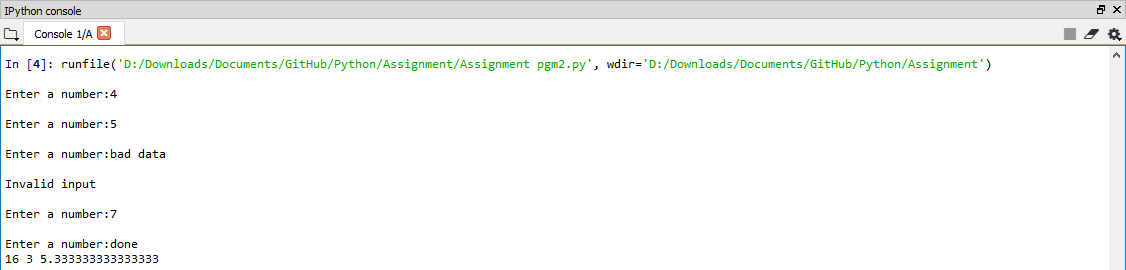 IPython console
Console 1/A
In [4]: runfile('D:/Downloads/Documents/GitHub/Python/Assignment/Assignment pgm2.py', wdir='D:/Downloads/Documents/GitHub/Python/Assignment')
Enter a number:4
Enter a number:5
Enter a number:bad data
Invalid input
Enter a number:7
Enter a number:done
16 3 5.333333333333333